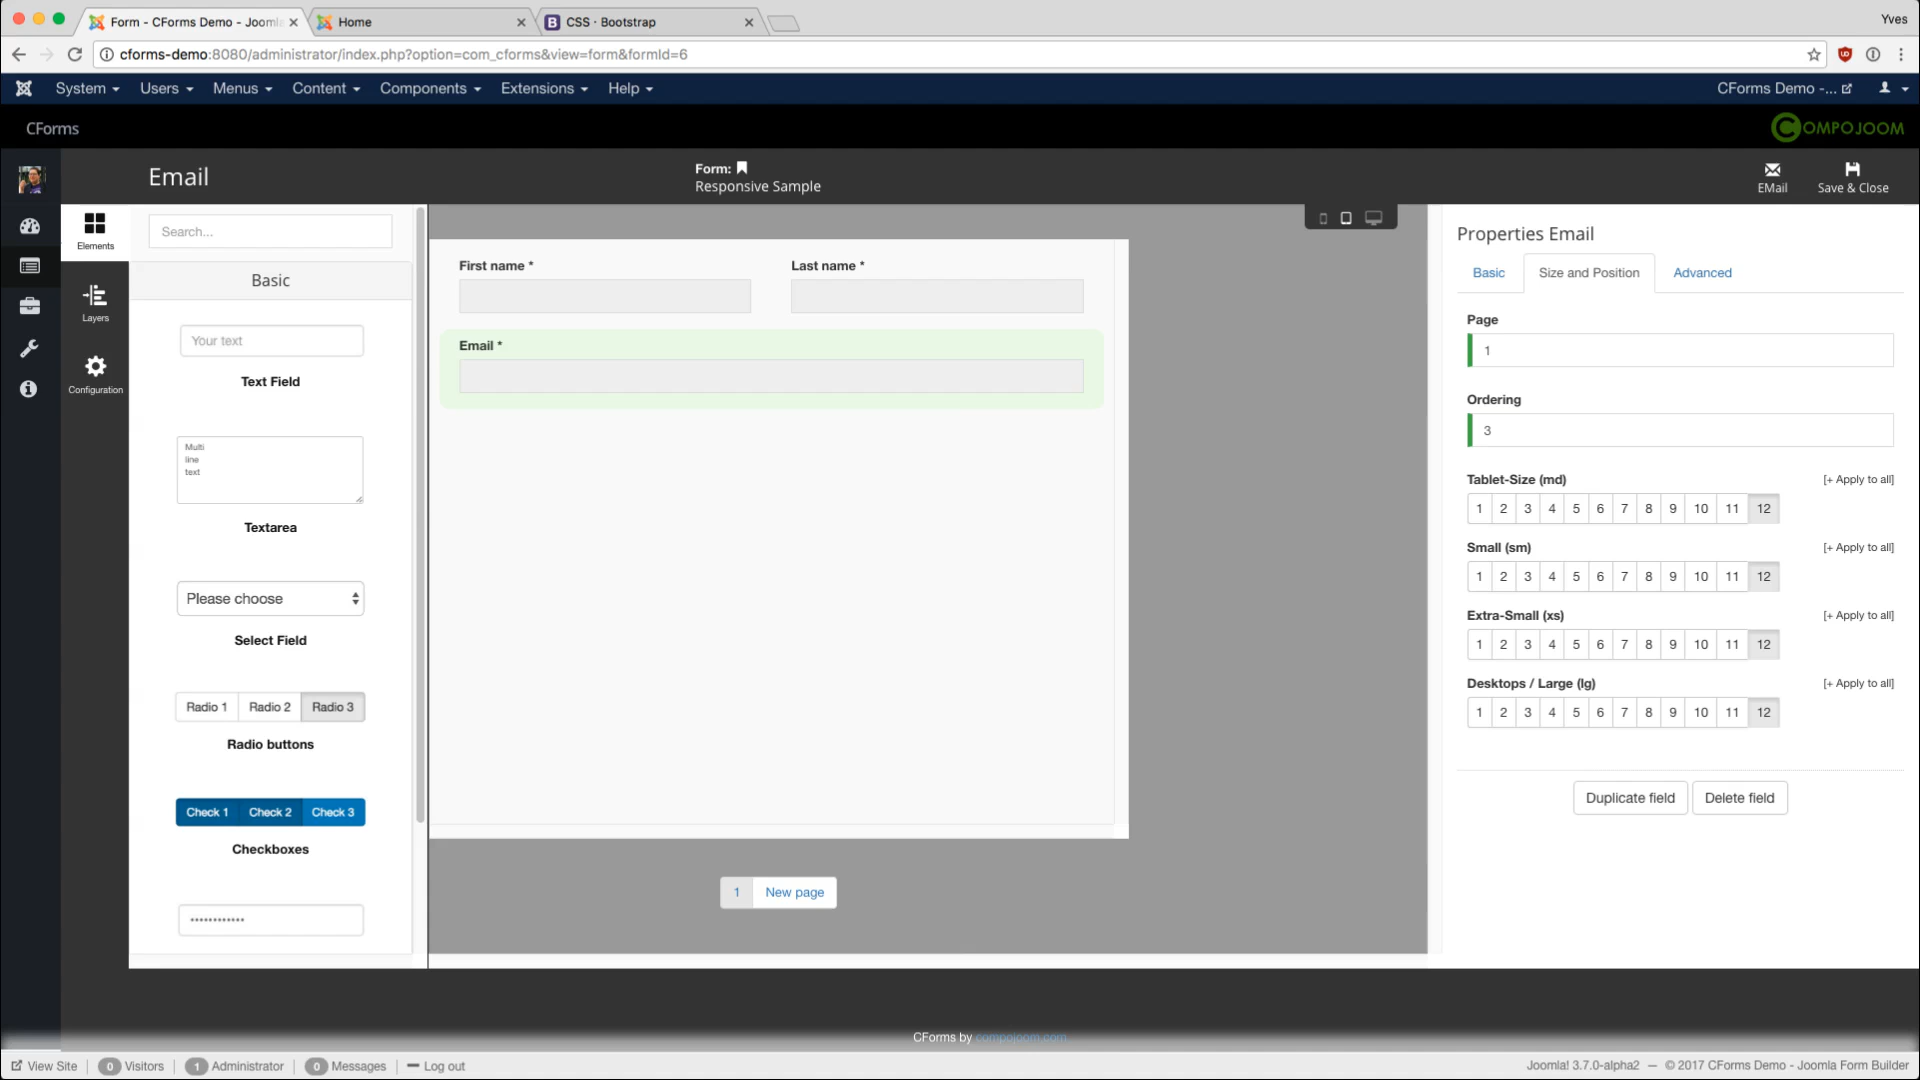 Form - CForms Demo - Jooml
Home
CSS · Bootstrap
Yves
cforms-demo:8080/administrator/index.php?option=com_cforms&view=form&formId=6
System
Users
Menus
Content
Components
Extensions
Help
CForms Demo -...
CForms
COMPOJOOM
Email
Form:
Responsive Sample
EMail
Save & Close
Elements
Layers
Configuration
Search...
Basic
Your text
Text Field
Multi
line
text
Textarea
Please choose
Select Field
Radio 1 Radio 2 Radio 3
Radio buttons
Check 1 Check 2 Check 3
Checkboxes
••••••••••••
First name * Last name *
Email *
1 New page
Properties Email
Basic Size and Position Advanced
Page
1
Ordering
3
Tablet-Size (md) [+ Apply to all]
1 2 3 4 5 6 7 8 9 10 11 12
Small (sm) [+ Apply to all]
1 2 3 4 5 6 7 8 9 10 11 12
Extra-Small (xs) [+ Apply to all]
1 2 3 4 5 6 7 8 9 10 11 12
Desktops / Large (lg) [+ Apply to all]
1 2 3 4 5 6 7 8 9 10 11 12
Duplicate field Delete field
CForms by compojoom.com.
View Site 0 Visitors 1 Administrator 0 Messages Log out
Joomla! 3.7.0-alpha2 — © 2017 CForms Demo - Joomla Form Builder